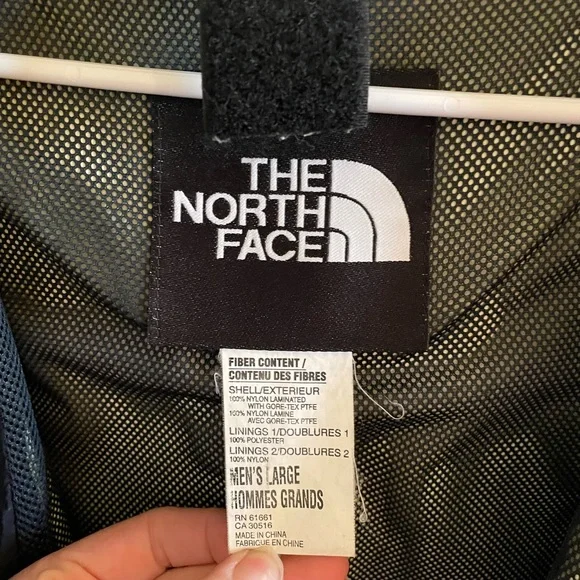 THE
NORTH
FACE
FIBER CONTENT /
CONTENU DES FIBRES
SHELL/EXTERIEUR
100% NYLON LAMINATED
WITH GORE-TEX PTFE
100% NYLON LAMINE
AVEC GORE-TEX PTFE
LININGS 1/DOUBLURES 1
100% POLYESTER
LININGS 2/DOUBLURES 2
100% NYLON
MEN'S LARGE
HOMMES GRANDS
RN 61661
CA 30516
MADE IN CHINA
FABRIQUE EN CHINE